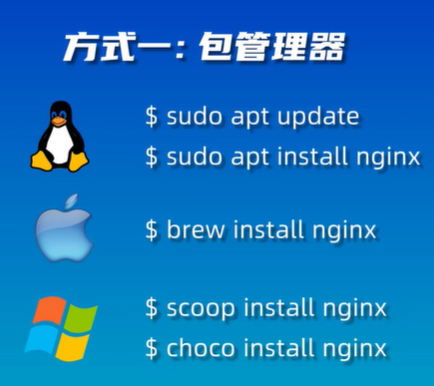 方式一: 包管理器
$ sudo apt update
$ sudo apt install nginx
$ brew install nginx
$ scoop install nginx
$ choco install nginx